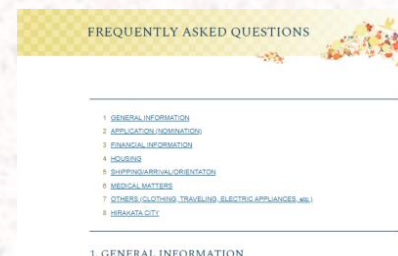 FREQUENTLY ASKED QUESTIONS
1 GENERAL INFORMATION
2 APPLICATION (NOMINATION)
3 FINANCIAL INFORMATION
4 HOUSING
5 SHIPPING/ARRIVAL/ORIENTATON
6 MEDICAL MATTERS
7 OTHERS (CLOTHING, TRAVELING, ELECTRIC APPLIANCES, etc.)
8 HIRAKATA CITY
1. GENERAL INFORMATION